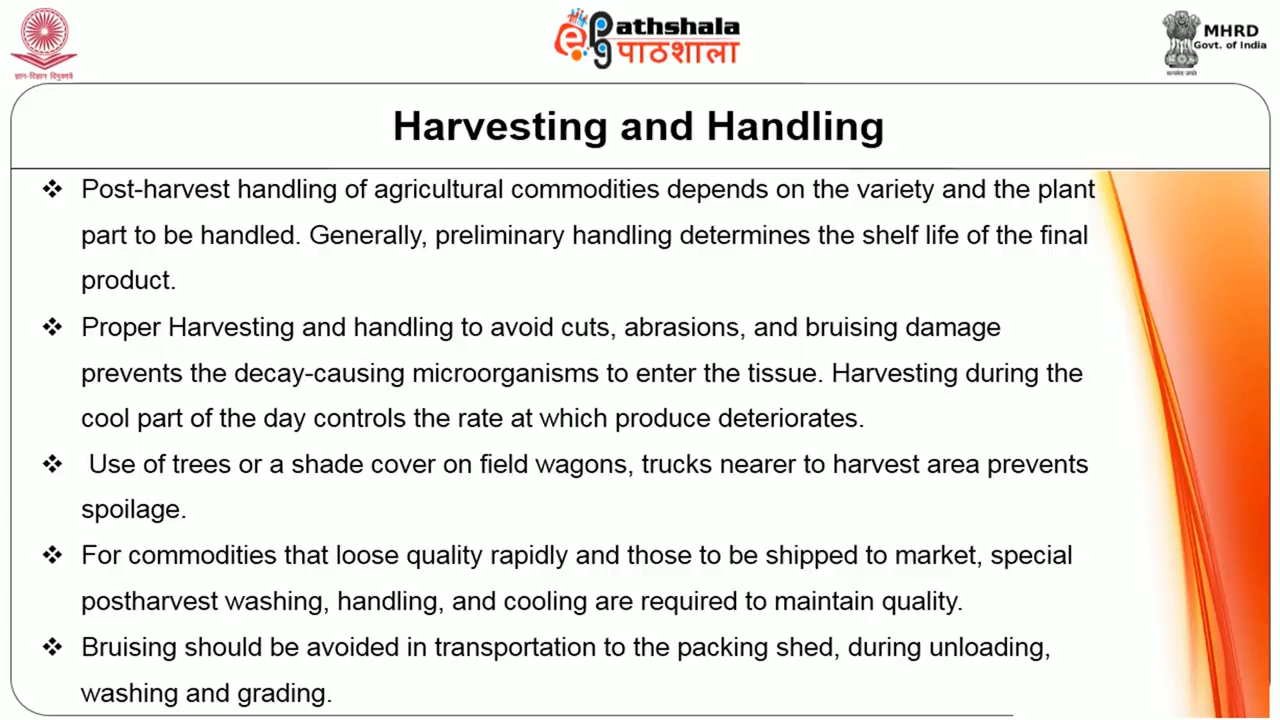 ज्ञान-विज्ञान विमुक्तये
ePathshala
पाठशाला
MHRD
Govt. of India
सत्यमेव जयते
Harvesting and Handling
❖ Post-harvest handling of agricultural commodities depends on the variety and the plant
part to be handled. Generally, preliminary handling determines the shelf life of the final
product.
❖ Proper Harvesting and handling to avoid cuts, abrasions, and bruising damage
prevents the decay-causing microorganisms to enter the tissue. Harvesting during the
cool part of the day controls the rate at which produce deteriorates.
❖ Use of trees or a shade cover on field wagons, trucks nearer to harvest area prevents
spoilage.
❖ For commodities that loose quality rapidly and those to be shipped to market, special
postharvest washing, handling, and cooling are required to maintain quality.
❖ Bruising should be avoided in transportation to the packing shed, during unloading,
washing and grading.